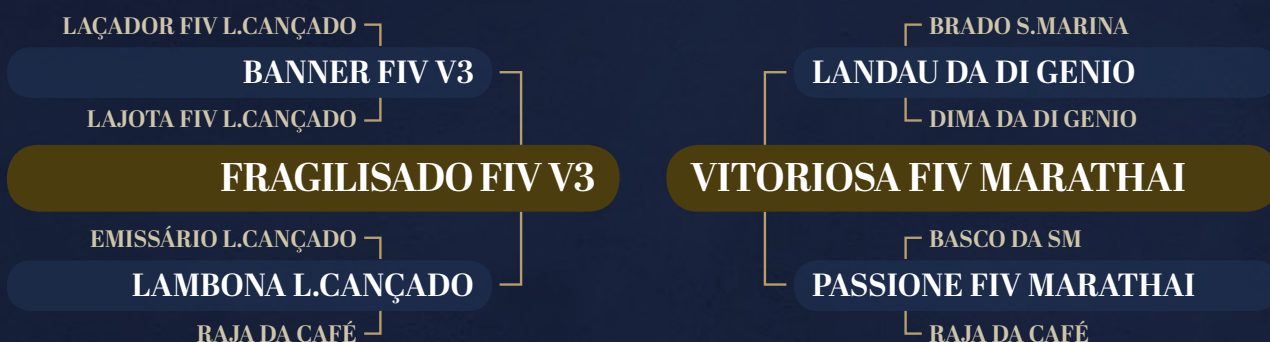 LAÇADOR FIV L.CANÇADO
BANNER FIV V3
LAJOTA FIV L.CANÇADO
FRAGILISADO FIV V3
EMISSÁRIO L.CANÇADO
LAMBONA L.CANÇADO
RAJA DA CAFÉ
BRADO S.MARINA
LANDAU DA DI GENIO
DIMA DA DI GENIO
VITORIOSA FIV MARATHAI
BASCO DA SM
PASSIONE FIV MARATHAI
RAJA DA CAFÉ